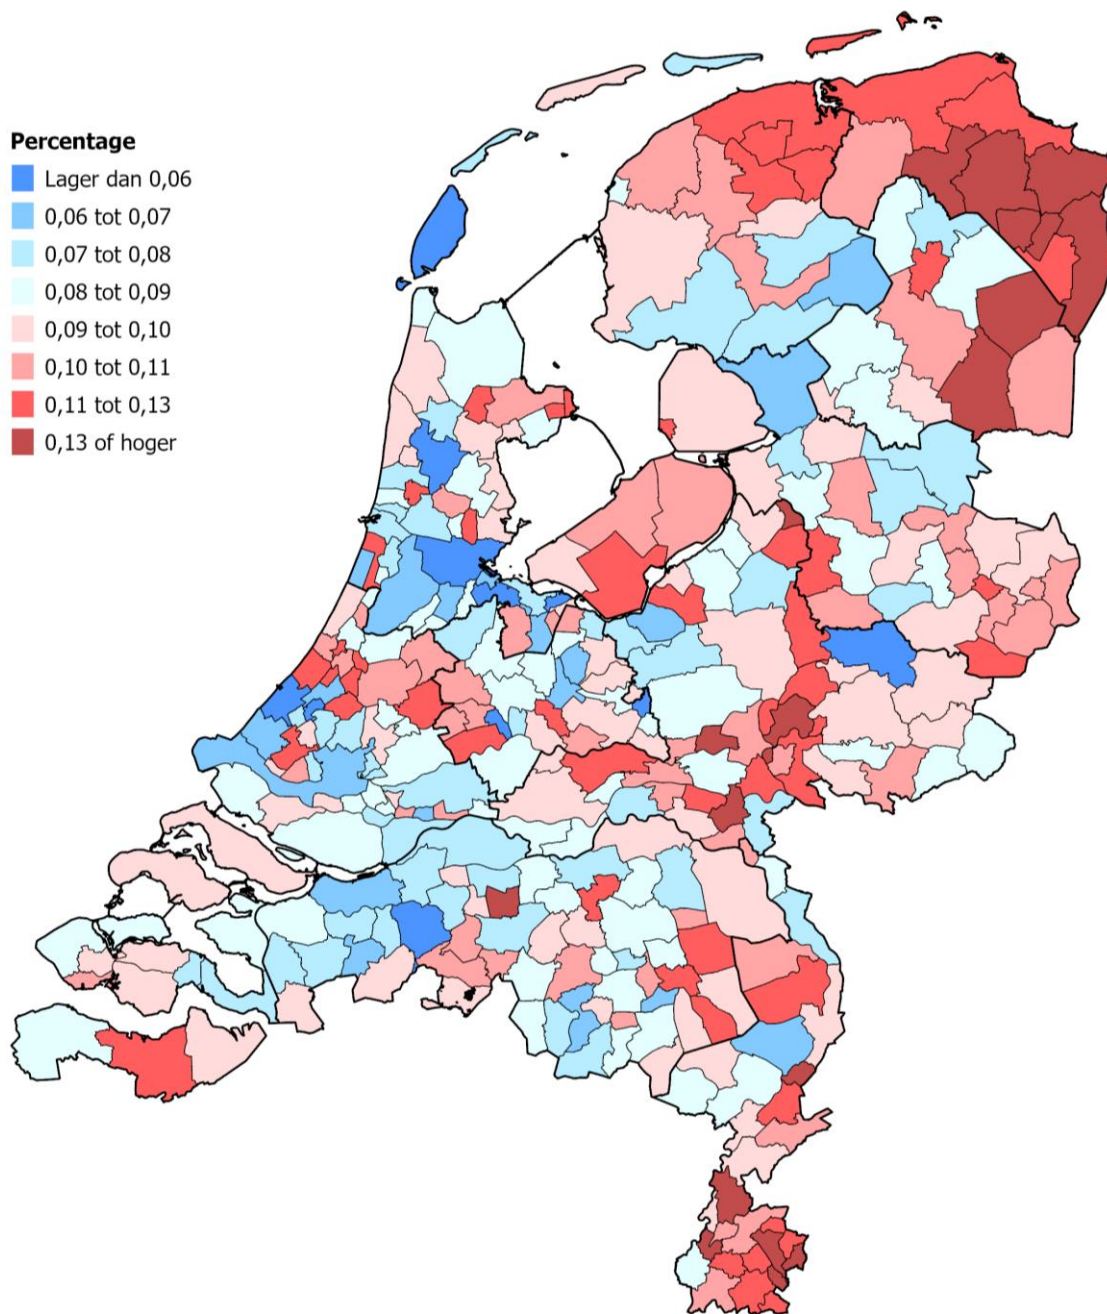 Percentage
Lager dan 0,06
0,06 tot 0,07
0,07 tot 0,08
0,08 tot 0,09
0,09 tot 0,10
0,10 tot 0,11
0,11 tot 0,13
0,13 of hoger